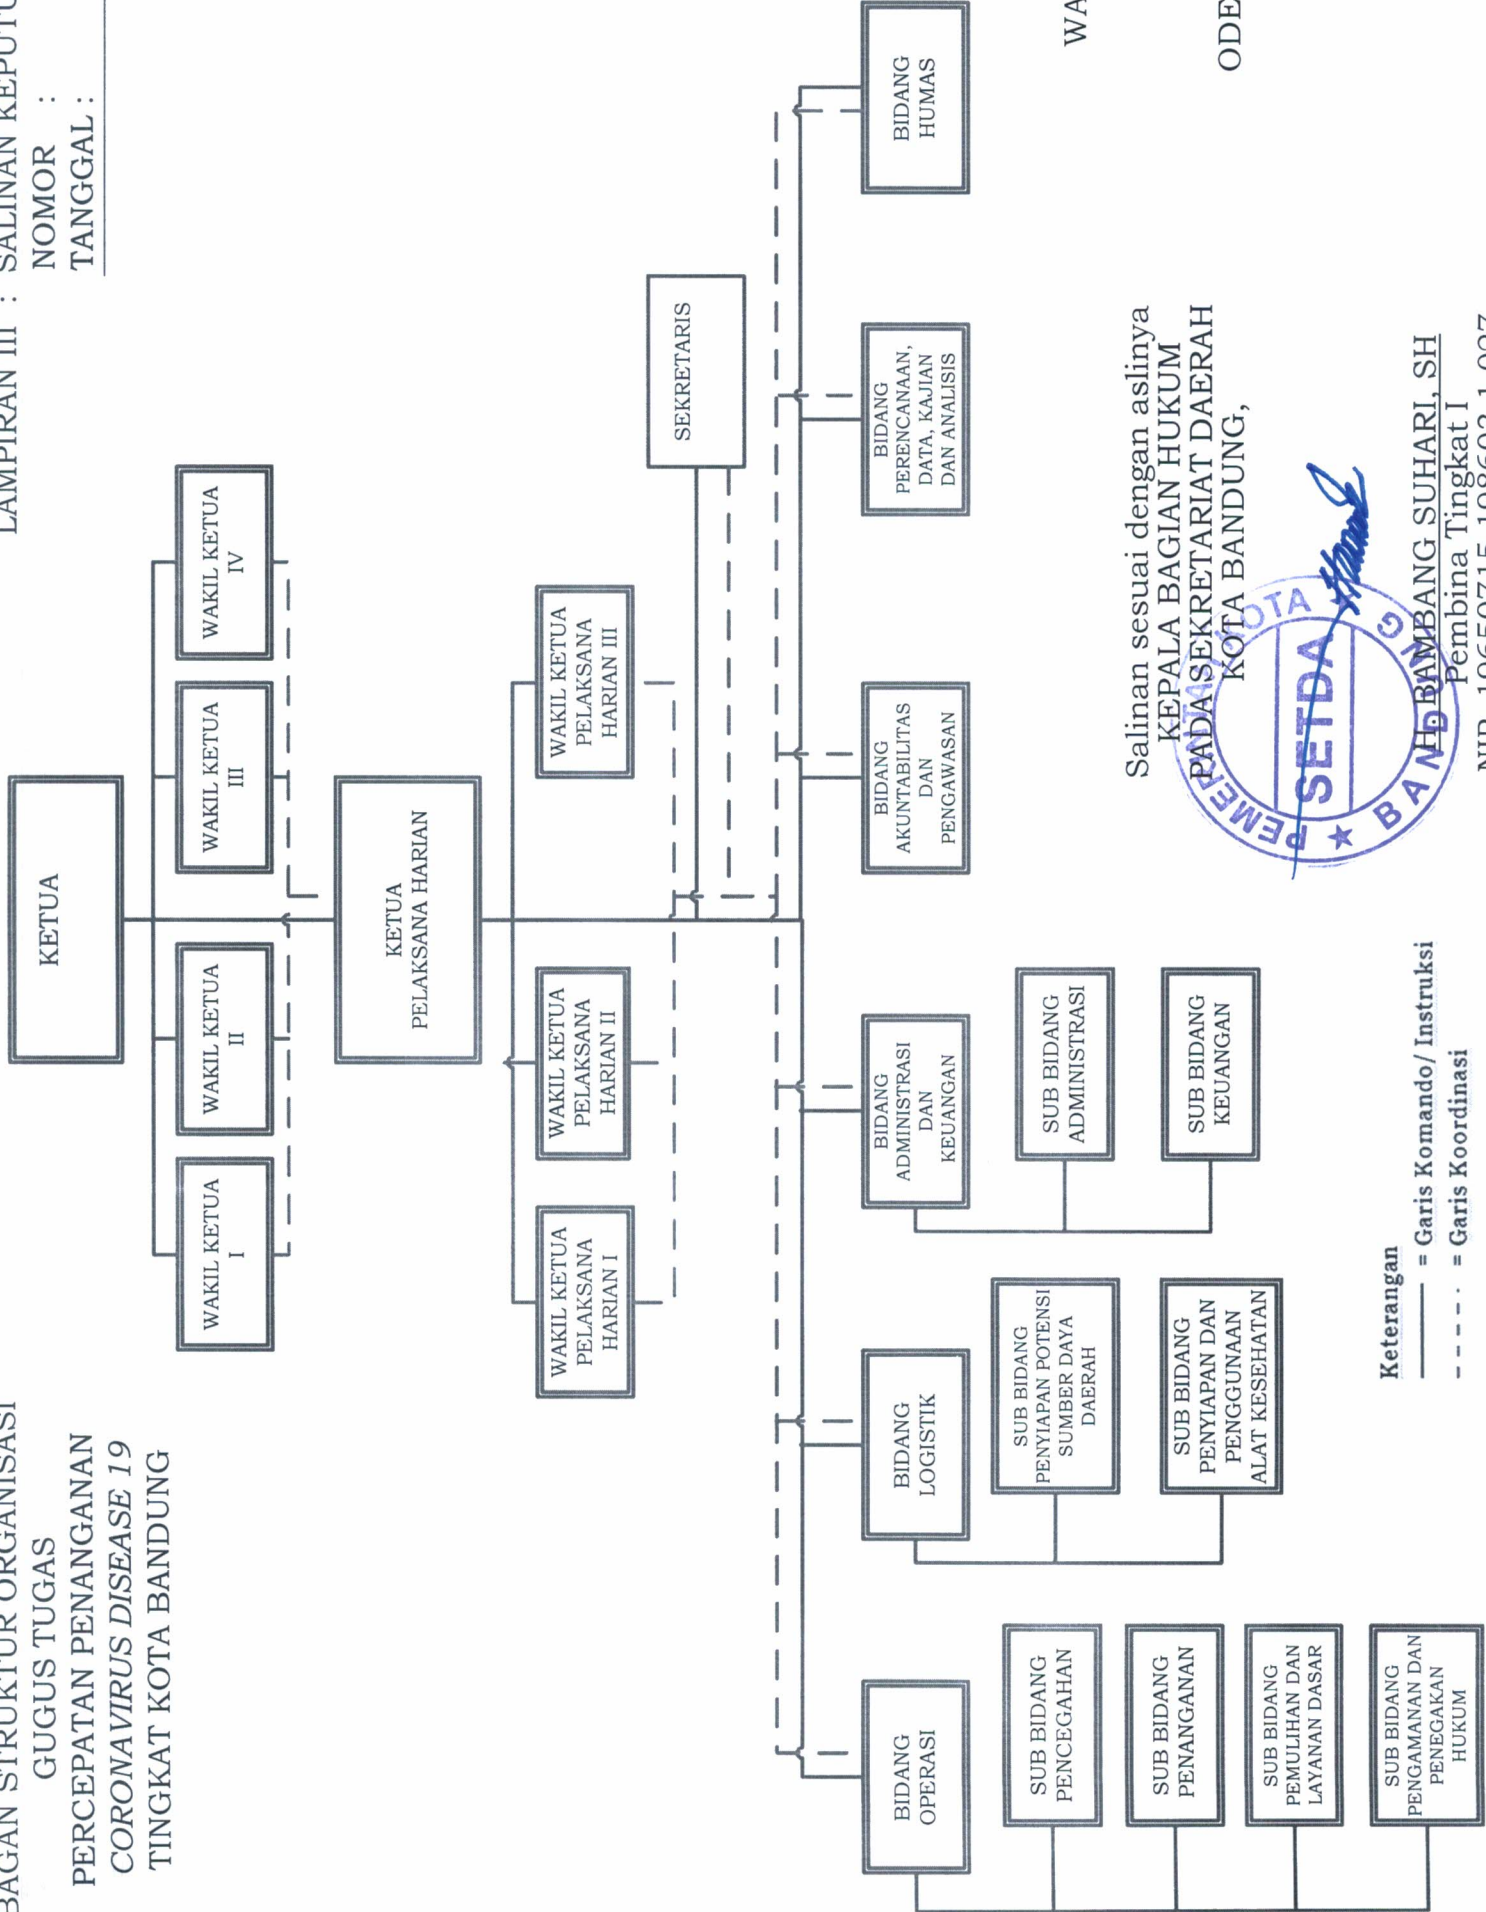 BAGAN STRUKTUR ORGANISASI
GUGUS TUGAS
PERCEPATAN PENANGANAN
CORONAVIRUS DISEASE 19
TINGKAT KOTA BANDUNG
LAMPIRAN III : SALINAN
NOMOR :
TANGGAL :
KETUA
WAKIL KETUA
I
WAKIL KETUA
II
WAKIL KETUA
III
WAKIL KETUA
IV
KETUA
PELAKSANA HARIAN
WAKIL KETUA
PELAKSANA
HARIAN I
WAKIL KETUA
PELAKSANA
HARIAN II
WAKIL KETUA
PELAKSANA
HARIAN III
SEKRETARIS
BIDANG
OPERASI
BIDANG
LOGISTIK
BIDANG
ADMINISTRASI
DAN
KEUANGAN
BIDANG
AKUNTABILITAS
DAN
PENGAWASAN
BIDANG
PERENCANAAN,
DATA, KAJIAN
DAN ANALISIS
BIDANG
HUMAS
SUB BIDANG
PENCEGAHAN
SUB BIDANG
PENANGANAN
SUB BIDANG
PEMULIHAN DAN
LAYANAN DASAR
SUB BIDANG
PENGAMANAN DAN
PENEGAKAN
HUKUM
SUB BIDANG
PENYIAPAN POTENSI
SUMBER DAYA
DAERAH
SUB BIDANG
PENYIAPAN DAN
PENGGUNAAN
ALAT KESEHATAN
SUB BIDANG
ADMINISTRASI
SUB BIDANG
KEUANGAN
Keterangan
= Garis Komando/ Instruksi
= Garis Koordinasi
Salinan sesuai dengan aslinya
KEPALA BAGIAN HUKUM
PADA SEKRETARIAT DAERAH
KOTA BANDUNG,
PEMERINTAH KOTA
SETDA
★ BANDUNG ★
H. BAMBANG SUHARI, SH
Pembina Tingkat I
NIP. 19650715 198603 1 027
WA
ODE